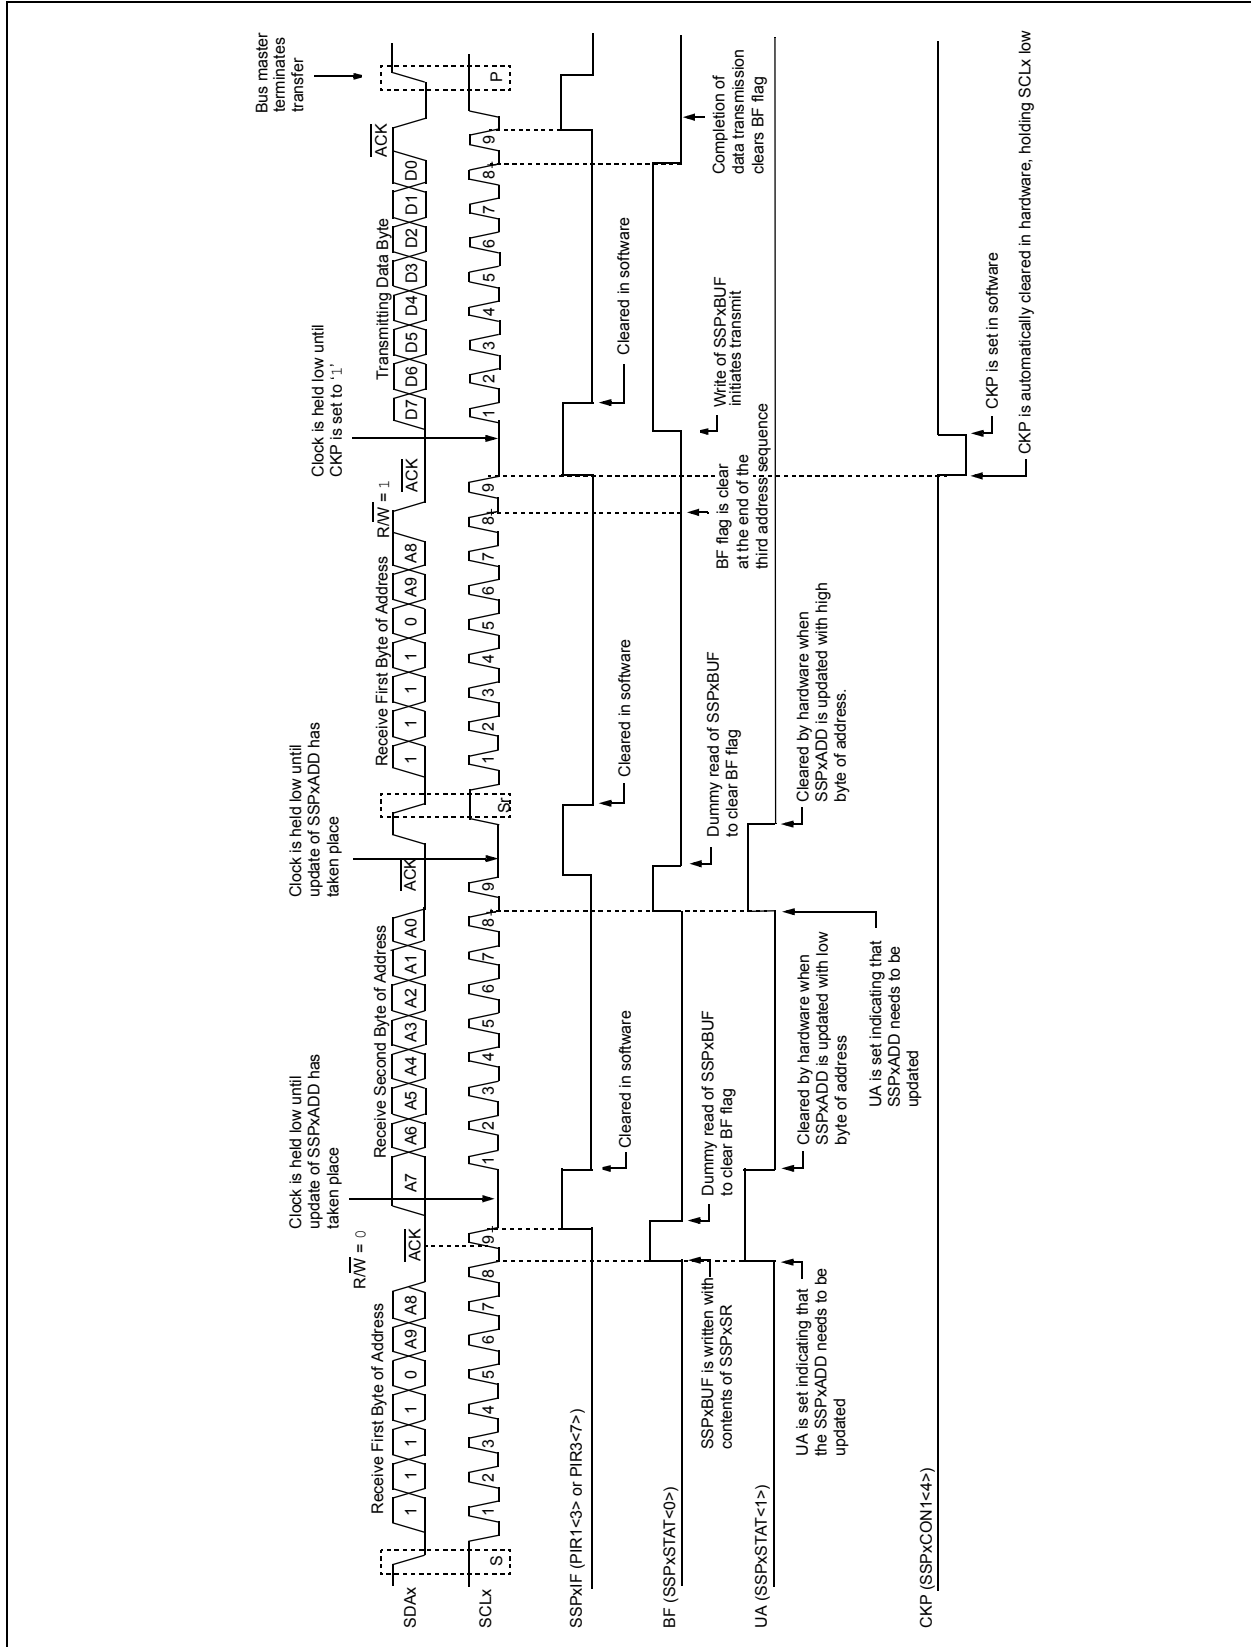 Bus master
terminates
transfer
Clock is held low until
CKP is set to ‘1’
Clock is held low until
update of SSPxADD has
taken place
Clock is held low until
update of SSPxADD has
taken place
R/W = 0
R/W = 1
Receive First Byte of Address
ACK
Receive Second Byte of Address
ACK
Receive First Byte of Address
ACK
Transmitting Data Byte
ACK
SDAx
1 1 1 1 0 A9 A8
A7 A6 A5 A4 A3 A2 A1 A0
1 1 1 1 0 A9 A8
D7 D6 D5 D4 D3 D2 D1 D0
SCLx
S 1 2 3 4 5 6 7 8 9
1 2 3 4 5 6 7 8 9
Sr 1 2 3 4 5 6 7 8 9
1 2 3 4 5 6 7 8 9 P
SSPxIF (PIR1<3> or PIR3<7>)
Cleared in software
Cleared in software
Cleared in software
BF (SSPxSTAT<0>)
SSPxBUF is written with
contents of SSPxSR
Dummy read of SSPxBUF
to clear BF flag
Dummy read of SSPxBUF
to clear BF flag
BF flag is clear
at the end of the
third address sequence
Write of SSPxBUF
initiates transmit
Completion of
data transmission
clears BF flag
UA (SSPxSTAT<1>)
UA is set indicating that
the SSPxADD needs to be
updated
Cleared by hardware when
SSPxADD is updated with low
byte of address
UA is set indicating that
SSPxADD needs to be
updated
Cleared by hardware when
SSPxADD is updated with high
byte of address.
CKP (SSPxCON1<4>)
CKP is set in software
CKP is automatically cleared in hardware, holding SCLx low